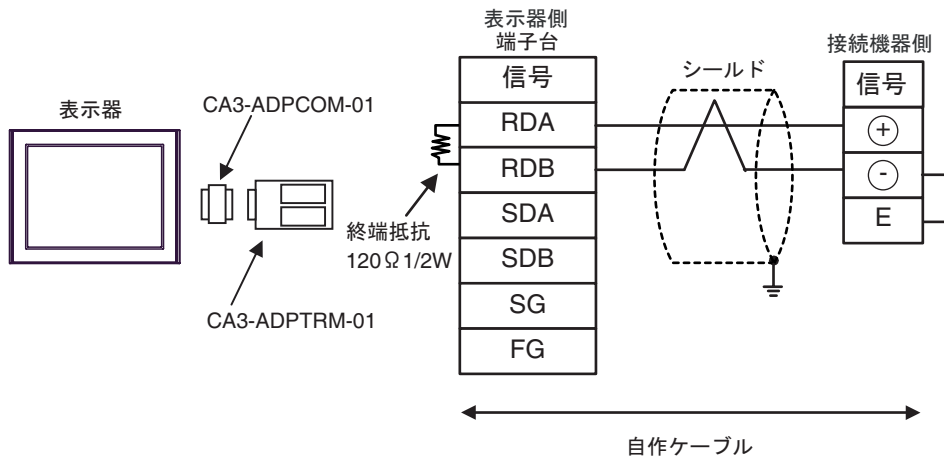 表示器側
端子台
接続機器側
信号
シールド
信号
表示器
CA3-ADPCOM-01
RDA
+
RDB
-
SDA
E
終端抵抗
120Ω1/2W
SDB
CA3-ADPTRM-01
SG
FG
自作ケーブル